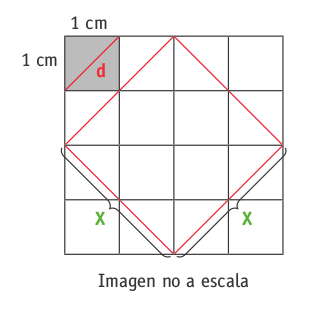 1 cm
1 cm
d
X
X
Imagen no a escala